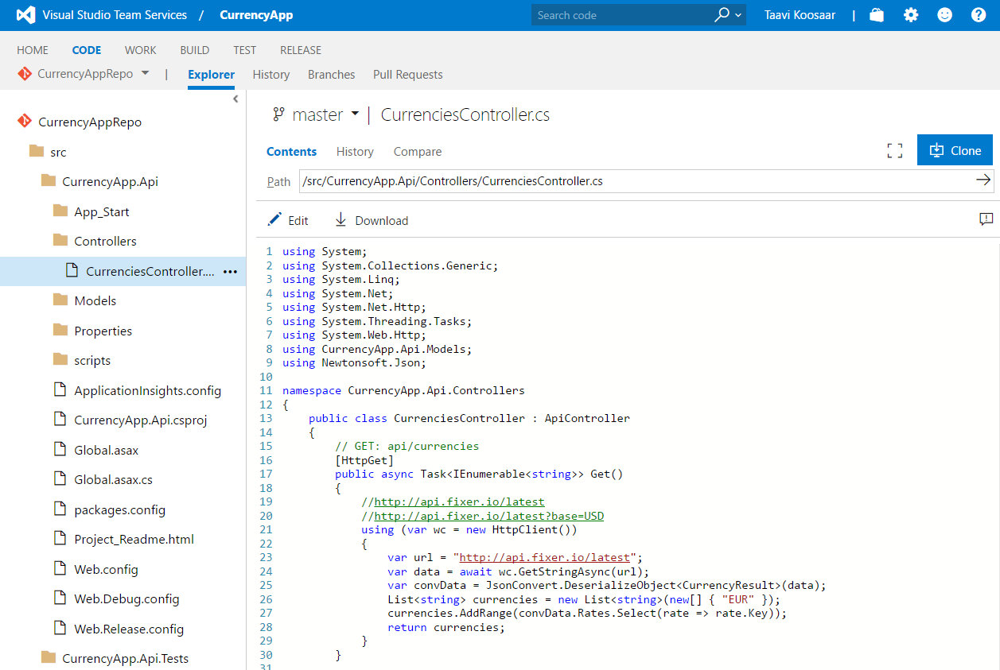 Visual Studio Team Services / CurrencyApp Search code Taavi Koosaar | ?
HOME CODE WORK BUILD TEST RELEASE
CurrencyAppRepo | Explorer History Branches Pull Requests
CurrencyAppRepo
src
CurrencyApp.Api
App_Start
Controllers
CurrenciesController.... •••
Models
Properties
scripts
ApplicationInsights.config
CurrencyApp.Api.csproj
Global.asax
Global.asax.cs
packages.config
Project_Readme.html
Web.config
Web.Debug.config
Web.Release.config
CurrencyApp.Api.Tests
master | CurrenciesController.cs
Contents History Compare Clone
Path /src/CurrencyApp.Api/Controllers/CurrenciesController.cs
Edit Download
1 using System;
2 using System.Collections.Generic;
3 using System.Linq;
4 using System.Net;
5 using System.Net.Http;
6 using System.Threading.Tasks;
7 using System.Web.Http;
8 using CurrencyApp.Api.Models;
9 using Newtonsoft.Json;
10
11 namespace CurrencyApp.Api.Controllers
12 {
13     public class CurrenciesController : ApiController
14     {
15         // GET: api/currencies
16         [HttpGet]
17         public async Task<IEnumerable<string>> Get()
18         {
19             //http://api.fixer.io/latest
20             //http://api.fixer.io/latest?base=USD
21             using (var wc = new HttpClient())
22             {
23                 var url = "http://api.fixer.io/latest";
24                 var data = await wc.GetStringAsync(url);
25                 var convData = JsonConvert.DeserializeObject<CurrencyResult>(data);
26                 List<string> currencies = new List<string>(new[] { "EUR" });
27                 currencies.AddRange(convData.Rates.Select(rate => rate.Key));
28                 return currencies;
29             }
30         }
31